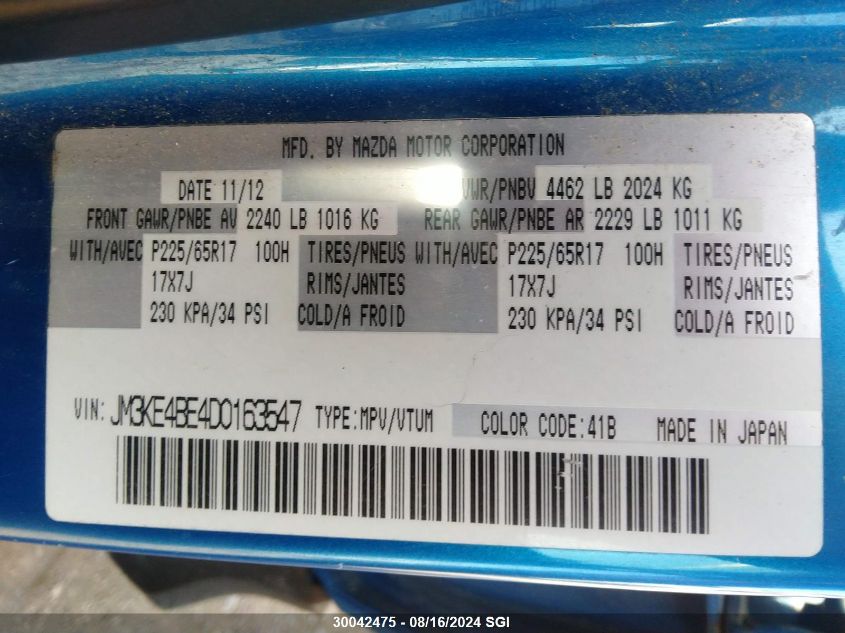 MFD. BY MAZDA MOTOR CORPORATION
DATE 11/12 VWR/PNBV 4462 LB 2024 KG
FRONT GAWR/PNBE AV 2240 LB 1016 KG REAR GAWR/PNBE AR 2229 LB 1011 KG
WITH/AVEC P225/65R17 100H TIRES/PNEUS WITH/AVEC P225/65R17 100H TIRES/PNEUS
17X7J RIMS/JANTES 17X7J RIMS/JANTES
230 KPA/34 PSI COLD/A FROID 230 KPA/34 PSI COLD/A FROID
VIN: JM3KE4BE4D0163547 TYPE:MPV/VTUM COLOR CODE:41B MADE IN JAPAN
30042475 - 08/16/2024 SGI